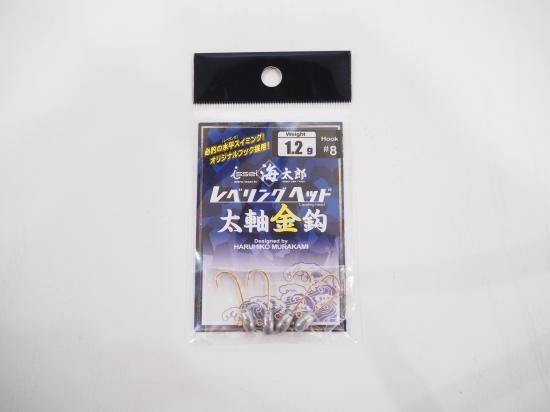 必釣の水平スイミング!
オリジナルフック採用!
Weight
1.2g
Hook
#8
issei 海太郎
レベリングヘッド
Leveling Head
太軸金鈎
Designed by
HARUHIKO MURAKAMI